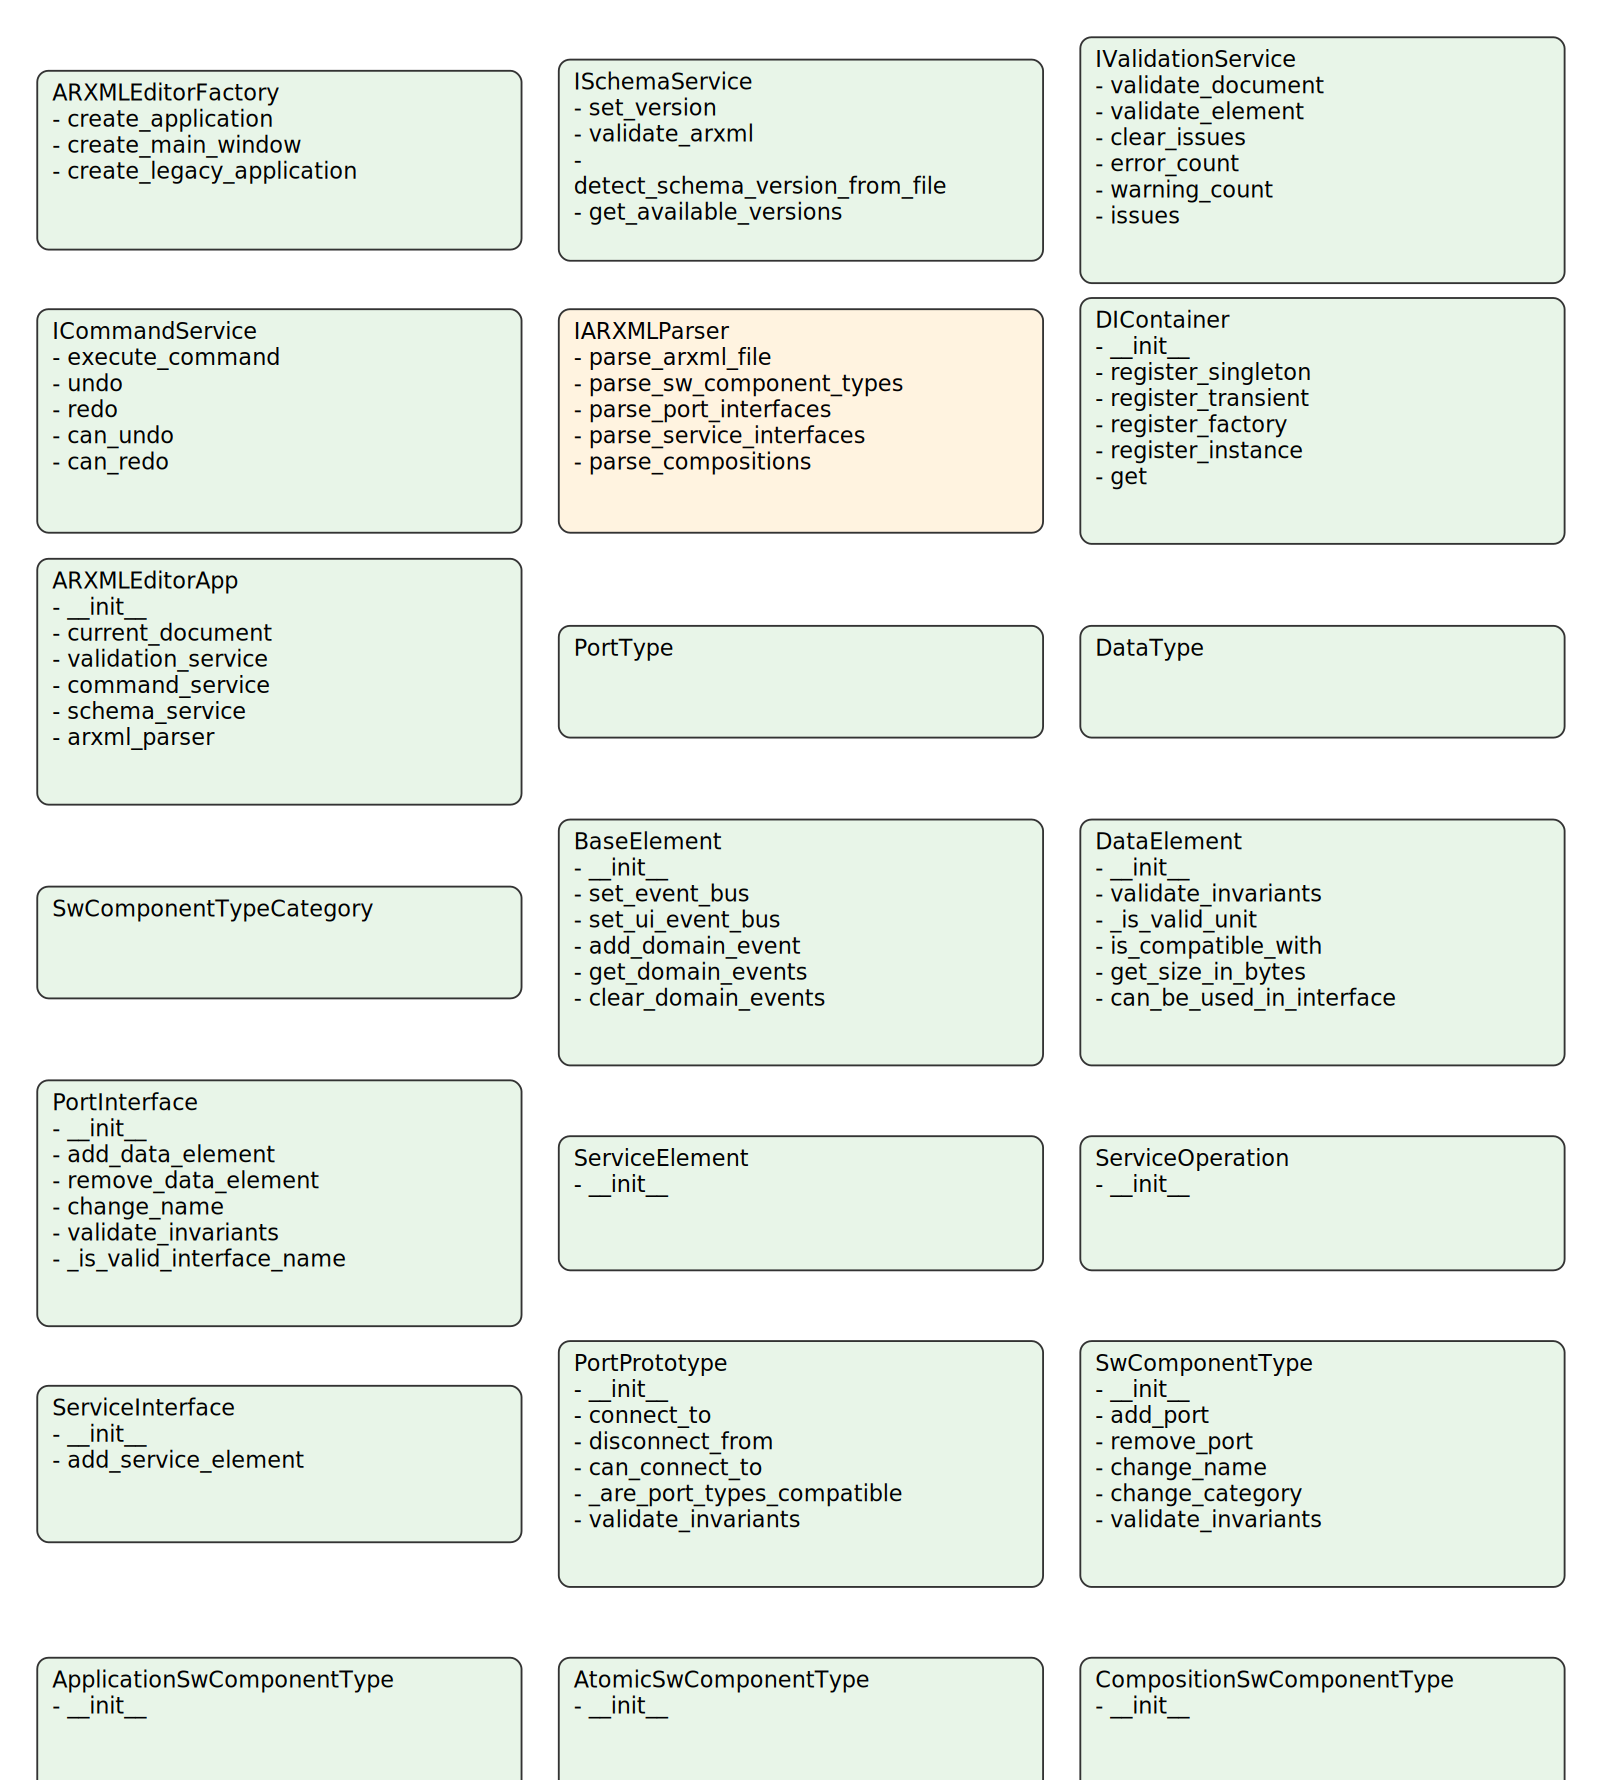 ARXMLEditorFactory
- create_application
- create_main_window
- create_legacy_application
ISchemaService
- set_version
- validate_arxml
-
detect_schema_version_from_file
- get_available_versions
IValidationService
- validate_document
- validate_element
- clear_issues
- error_count
- warning_count
- issues
ICommandService
- execute_command
- undo
- redo
- can_undo
- can_redo
IARXMLParser
- parse_arxml_file
- parse_sw_component_types
- parse_port_interfaces
- parse_service_interfaces
- parse_compositions
DIContainer
- __init__
- register_singleton
- register_transient
- register_factory
- register_instance
- get
ARXMLEditorApp
- __init__
- current_document
- validation_service
- command_service
- schema_service
- arxml_parser
PortType
DataType
SwComponentTypeCategory
BaseElement
- __init__
- set_event_bus
- set_ui_event_bus
- add_domain_event
- get_domain_events
- clear_domain_events
DataElement
- __init__
- validate_invariants
- _is_valid_unit
- is_compatible_with
- get_size_in_bytes
- can_be_used_in_interface
PortInterface
- __init__
- add_data_element
- remove_data_element
- change_name
- validate_invariants
- _is_valid_interface_name
ServiceElement
- __init__
ServiceOperation
- __init__
ServiceInterface
- __init__
- add_service_element
PortPrototype
- __init__
- connect_to
- disconnect_from
- can_connect_to
- _are_port_types_compatible
- validate_invariants
SwComponentType
- __init__
- add_port
- remove_port
- change_name
- change_category
- validate_invariants
ApplicationSwComponentType
- __init__
AtomicSwComponentType
- __init__
CompositionSwComponentType
- __init__